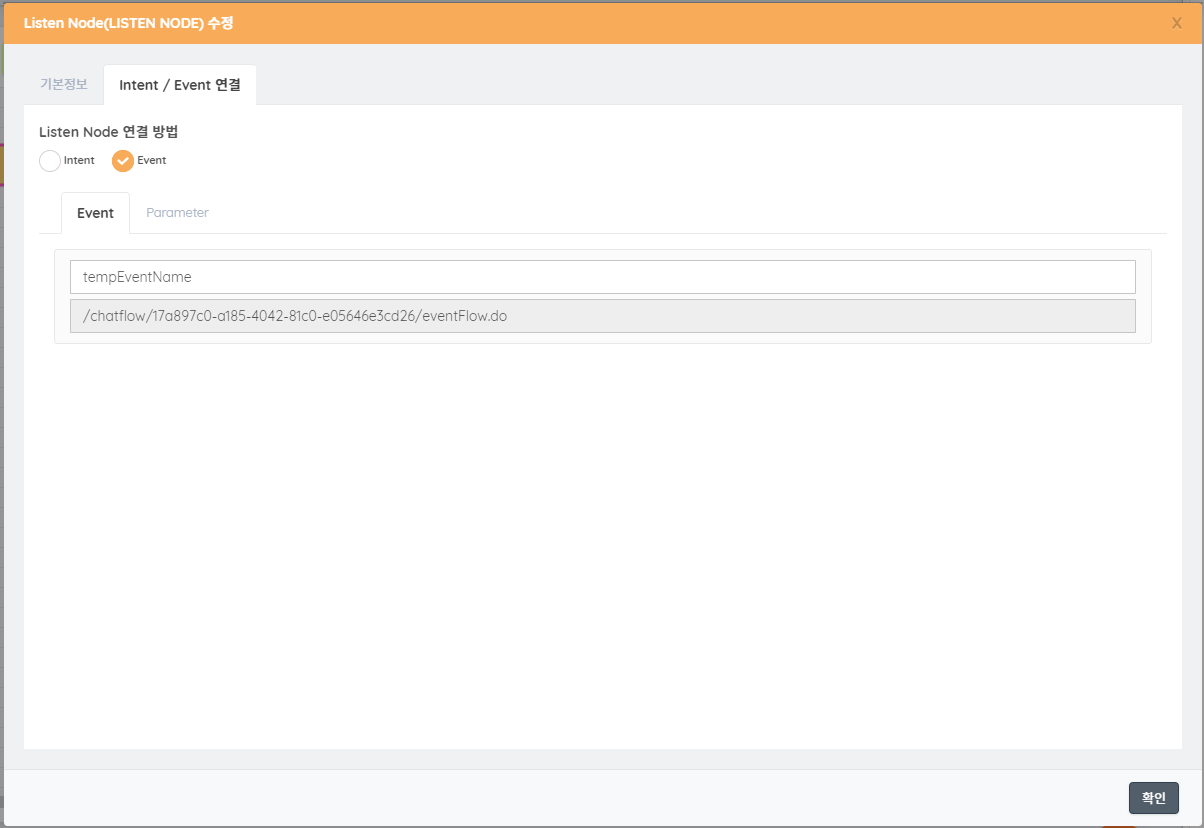 Listen Node(LISTEN NODE) 수정
X
기본정보
Intent / Event 연결
Listen Node 연결 방법
Intent
Event
Event
Parameter
tempEventName
/chatflow/17a897c0-a185-4042-81c0-e05646e3cd26/eventFlow.do
확인